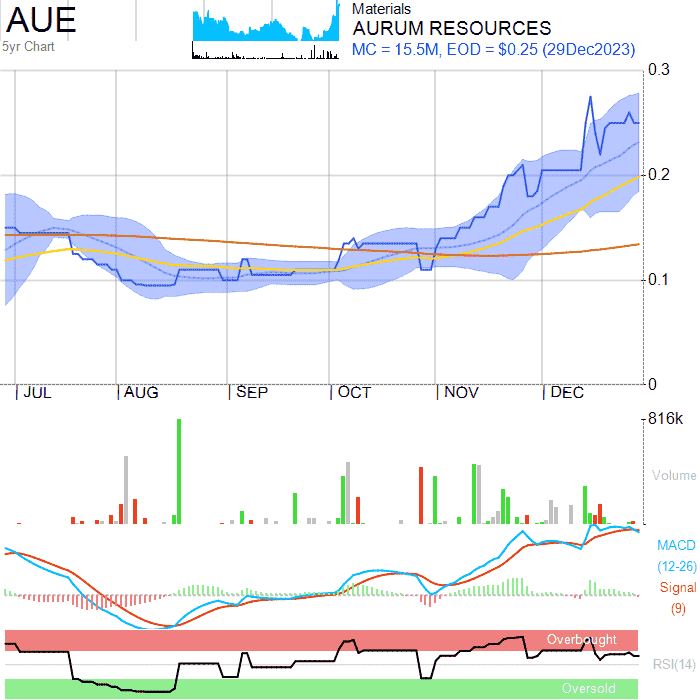 AUE
5yr Chart
Materials
AURUM RESOURCES
MC = 15.5M, EOD = $0.25 (29Dec2023)
0.3
0.2
0.1
0
JUL AUG SEP OCT NOV DEC
816k
Volume
MACD
(12-26)
Signal
(9)
Overbought
RSI(14)
Oversold